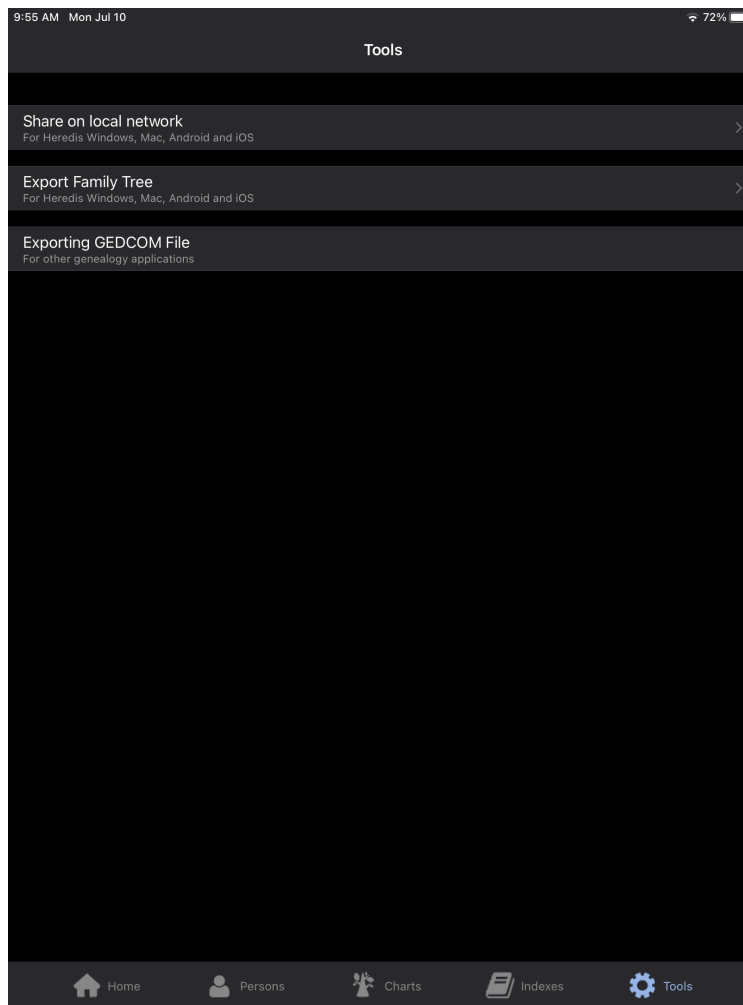 9:55 AM Mon Jul 10 72%
Tools
Share on local network
For Heredis Windows, Mac, Android and iOS
Export Family Tree
For Heredis Windows, Mac, Android and iOS
Exporting GEDCOM File
For other genealogy applications
Home Persons Charts Indexes Tools